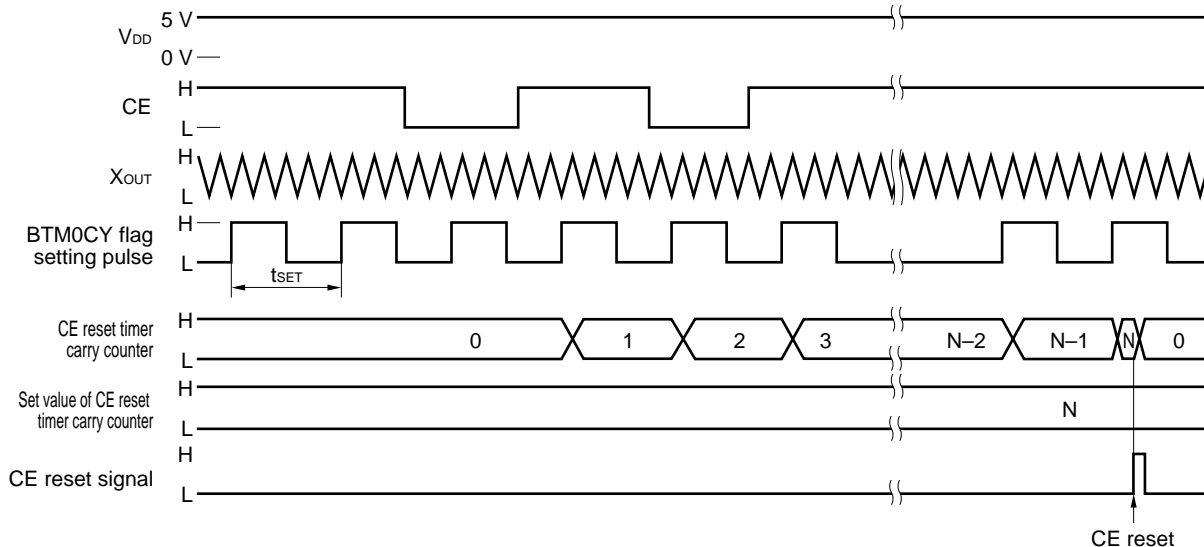 5 V
VDD
0 V
H
CE
L
H
XOUT
L
BTM0CY flag
setting pulse
H
L
tSET
CE reset timer
carry counter
H
L
0 1 2 3 N–2 N–1 N 0
Set value of CE reset
timer carry counter
H
L
N
H
CE reset signal
L
CE reset